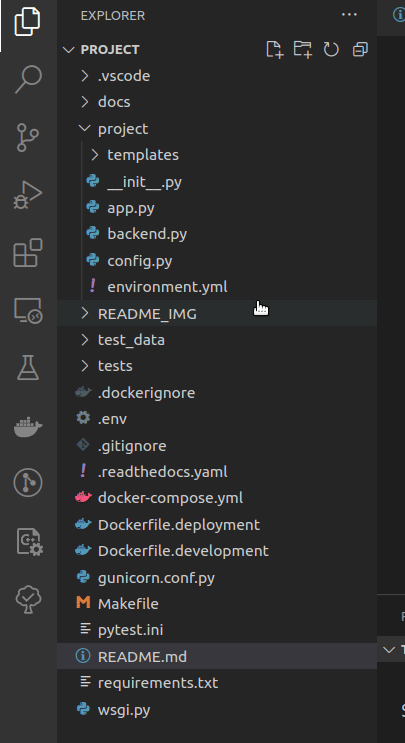 EXPLORER
PROJECT
.vscode
docs
project
templates
__init__.py
app.py
backend.py
config.py
environment.yml
README_IMG
test_data
tests
.dockerignore
.env
.gitignore
.readthedocs.yaml
docker-compose.yml
Dockerfile.deployment
Dockerfile.development
gunicorn.conf.py
Makefile
pytest.ini
README.md
requirements.txt
wsgi.py